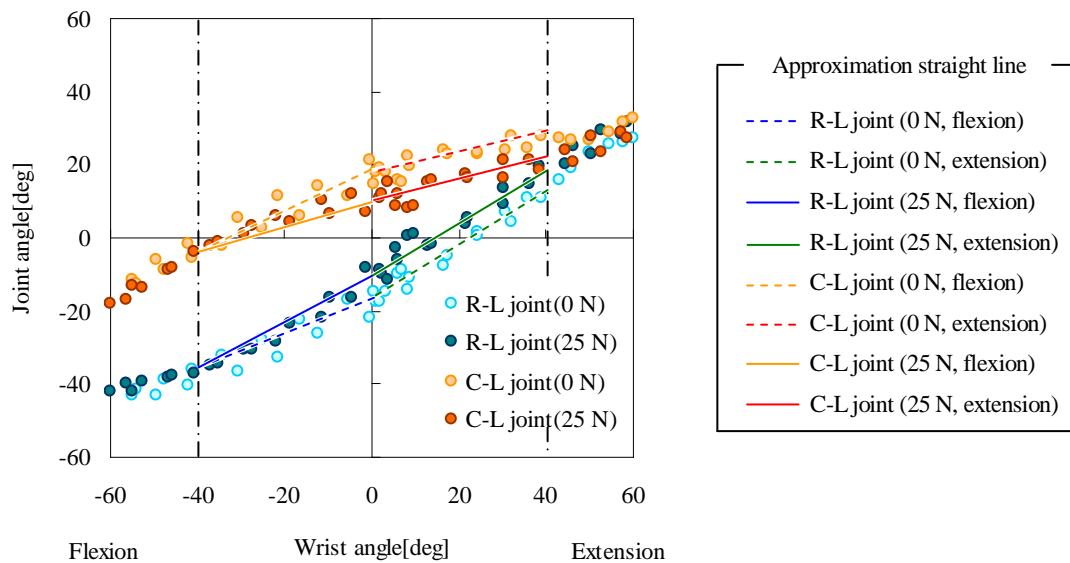 60
40
20
0
-20
-40
-60
Joint angle[deg]
R-L joint(0 N)
R-L joint(25 N)
C-L joint(0 N)
C-L joint(25 N)
-60
-40
-20
0
20
40
60
Flexion
Wrist angle[deg]
Extension
Approximation straight line
R-L joint (0 N, flexion)
R-L joint (0 N, extension)
R-L joint (25 N, flexion)
R-L joint (25 N, extension)
C-L joint (0 N, flexion)
C-L joint (0 N, extension)
C-L joint (25 N, flexion)
C-L joint (25 N, extension)